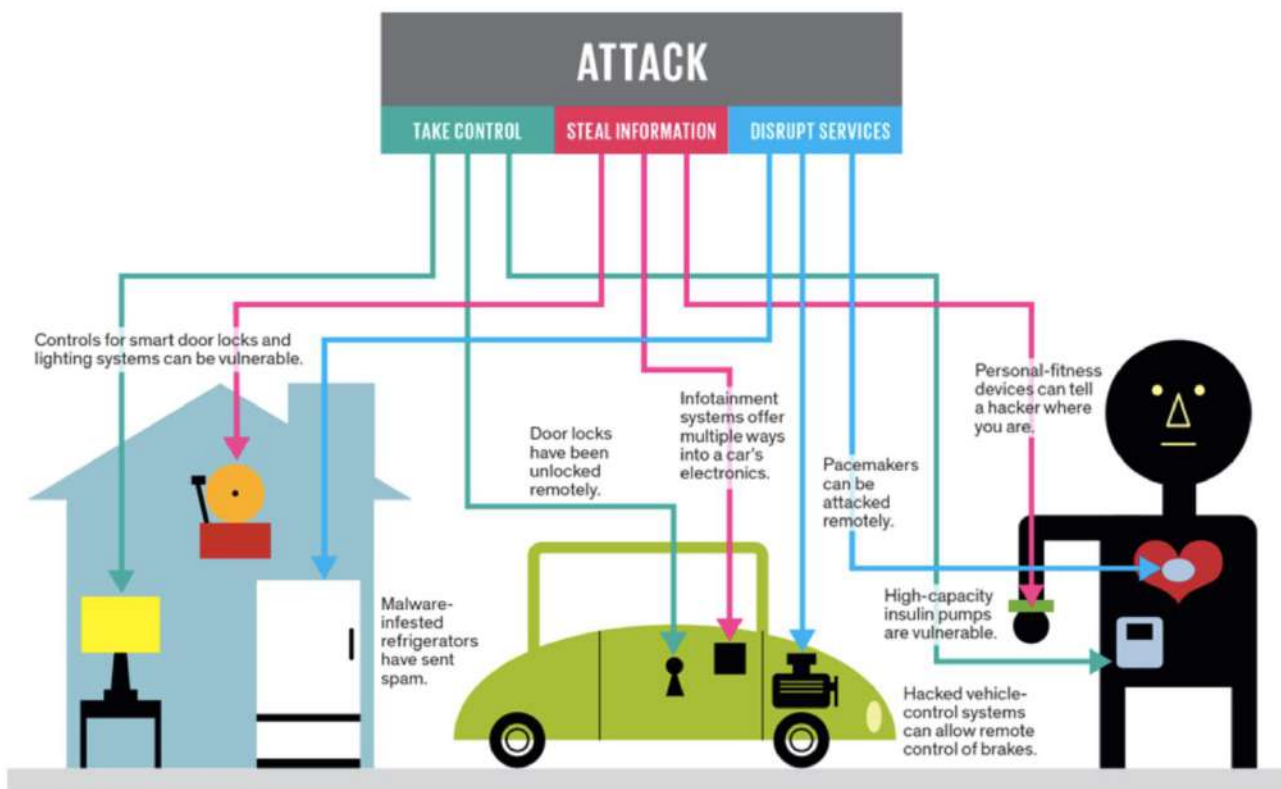 ATTACK
TAKE CONTROL
STEAL INFORMATION
DISRUPT SERVICES
Controls for smart door locks and
lighting systems can be vulnerable.
Malware-
infested
refrigerators
have sent
spam.
Door locks
have been
unlocked
remotely.
Infotainment
systems offer
multiple ways
into a car's
electronics.
Pacemakers
can be
attacked
remotely.
Personal-fitness
devices can tell
a hacker where
you are.
High-capacity
insulin pumps
are vulnerable.
Hacked vehicle-
control systems
can allow remote
control of brakes.